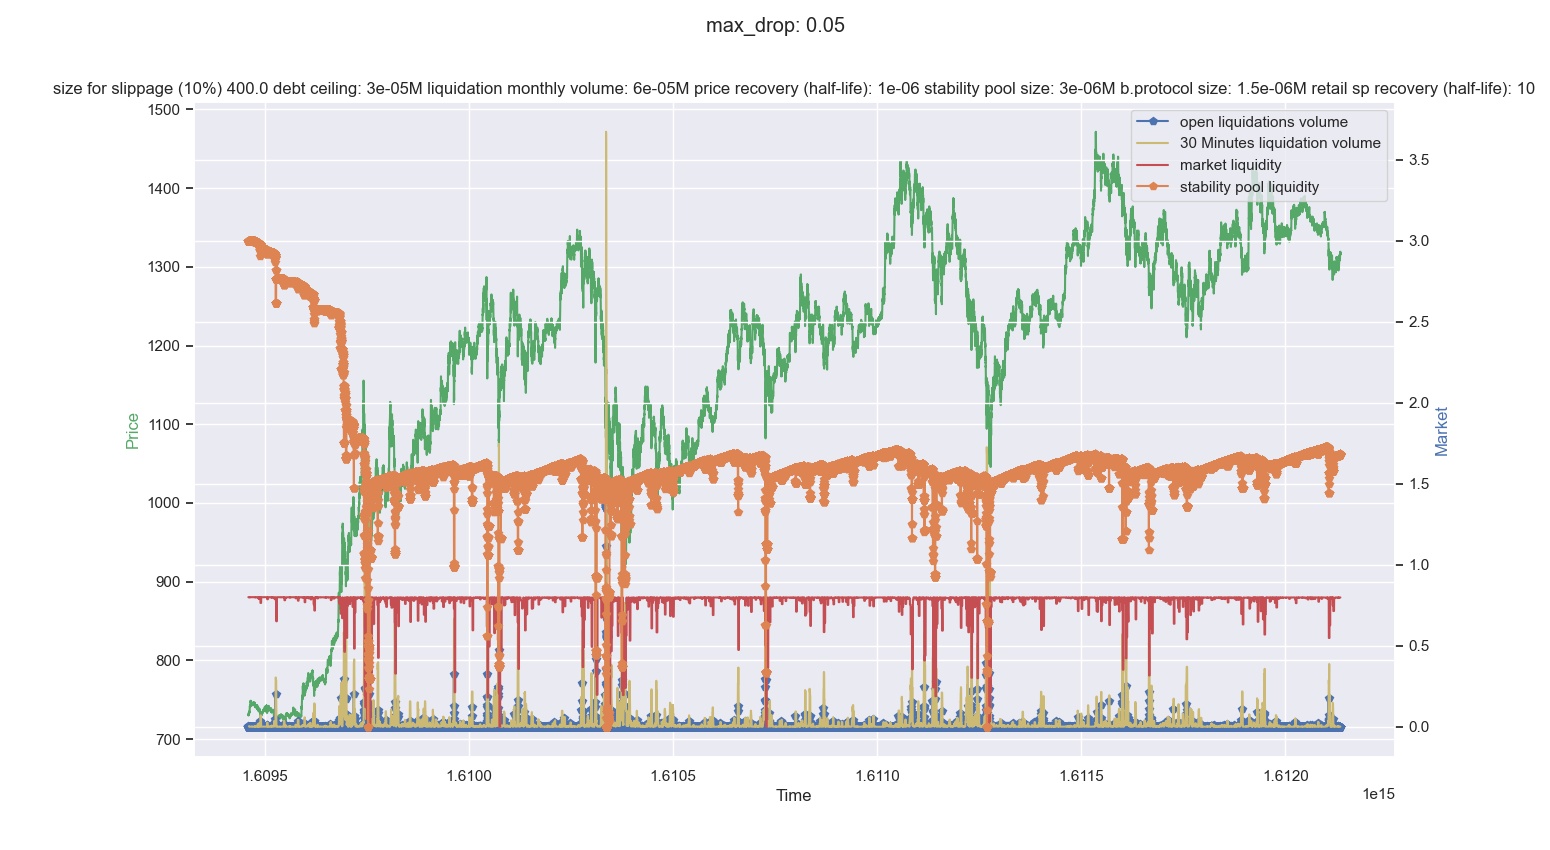 max_drop: 0.05
size for slippage (10%) 400.0 debt ceiling: 3e-05M liquidation monthly volume: 6e-05M price recovery (half-life): 1e-06 stability pool size: 3e-06M b.protocol size: 1.5e-06M retail sp recovery (half-life): 10
open liquidations volume
30 Minutes liquidation volume
market liquidity
stability pool liquidity
1500
1400
1300
1200
1100
1000
900
800
700
Price
3.5
3.0
2.5
2.0
1.5
1.0
0.5
0.0
Market
1.6095 1.6100 1.6105 1.6110 1.6115 1.6120
1e15
Time